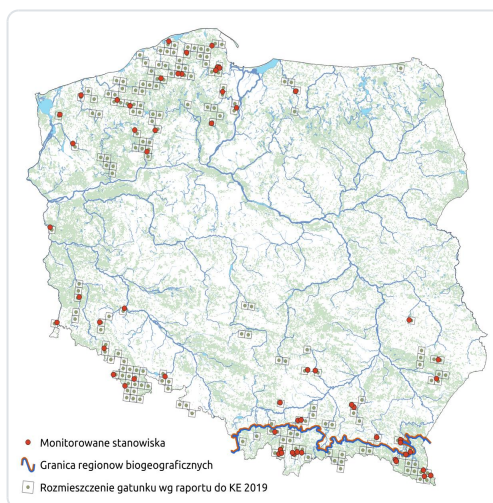 Monitorowane stanowiska
Granica regionow biogeograficznych
Rozmieszczenie gatunku wg raportu do KE 2019